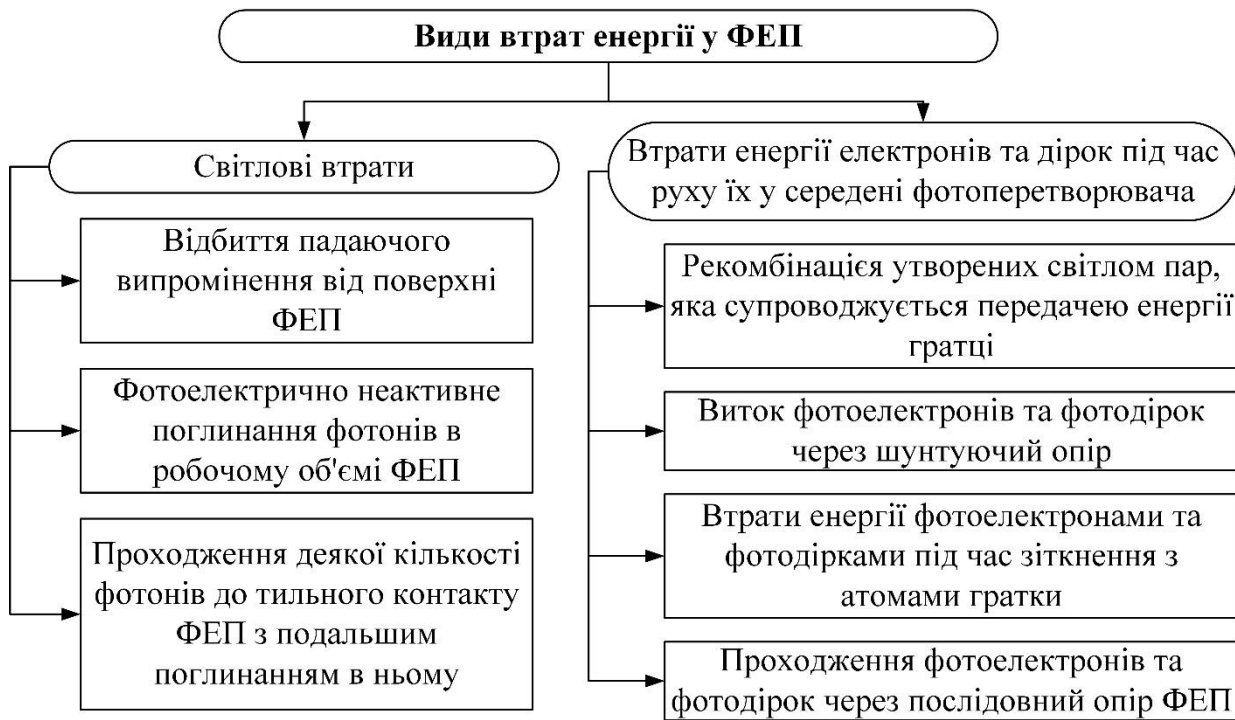 Види втрат енергії у ФЕП
Світлові втрати
Відбиття падаючого
випромінення від поверхні
ФЕП
Фотоелектрично неактивне
поглинання фотонів в
робочому об'ємі ФЕП
Проходження деякої кількості
фотонів до тильного контакту
ФЕП з подальшим
поглинанням в ньому
Втрати енергії електронів та дірок під час
руху їх у середені фотоперетворювача
Рекомбінацієя утворених світлом пар,
яка супроводжується передачею енергії
гратці
Виток фотоелектронів та фотодірок
через шунтуючий опір
Втрати енергії фотоелектронами та
фотодірками під час зіткнення з
атомами гратки
Проходження фотоелектронів та
фотодірок через послідовний опір ФЕП